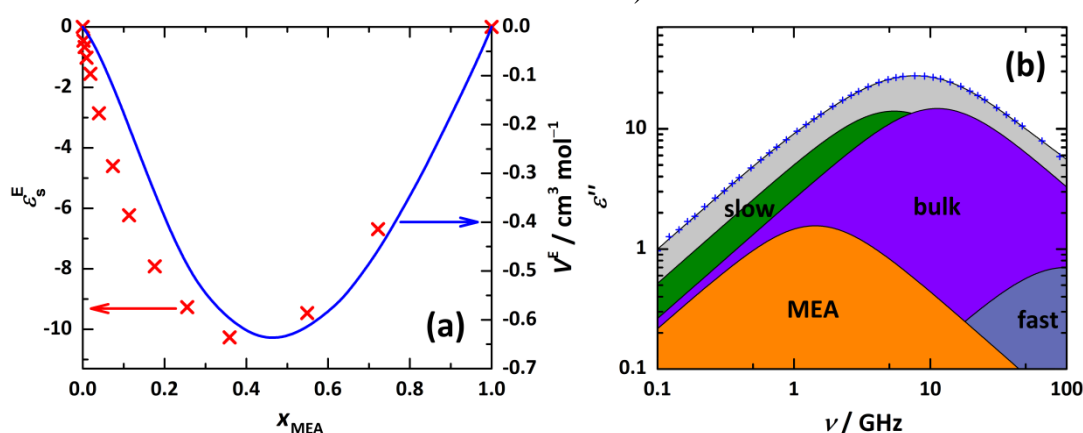 )
0
-2
-4
-6
-8
-10
0.0
-0.1
-0.2
-0.3
-0.4
-0.5
-0.6
-0.7
ε_s^E
V^E / cm³ mol⁻¹
(a)
0.0 0.2 0.4 0.6 0.8 1.0
x_MEA
(b)
10
1
0.1
ε''
slow
bulk
MEA
fast
0.1 1 10 100
ν / GHz